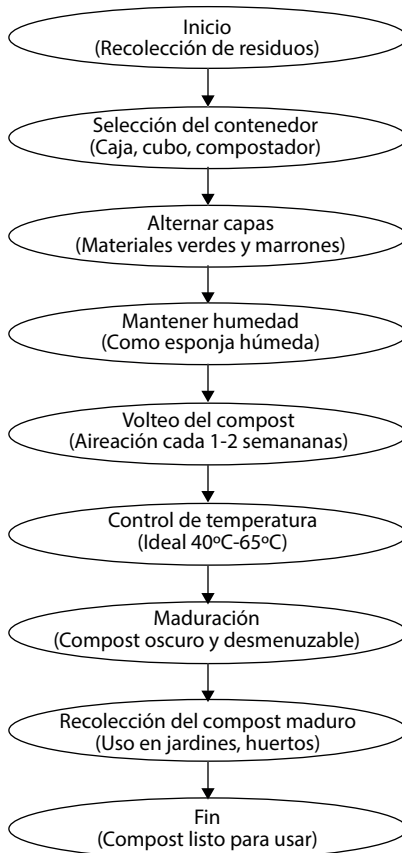 Inicio
(Recolección de residuos)
Selección del contenedor
(Caja, cubo, compostador)
Alternar capas
(Materiales verdes y marrones)
Mantener humedad
(Como esponja húmeda)
Volteo del compost
(Aireación cada 1-2 semananas)
Control de temperatura
(Ideal 40ºC-65ºC)
Maduración
(Compost oscuro y desmenuzable)
Recolección del compost maduro
(Uso en jardines, huertos)
Fin
(Compost listo para usar)